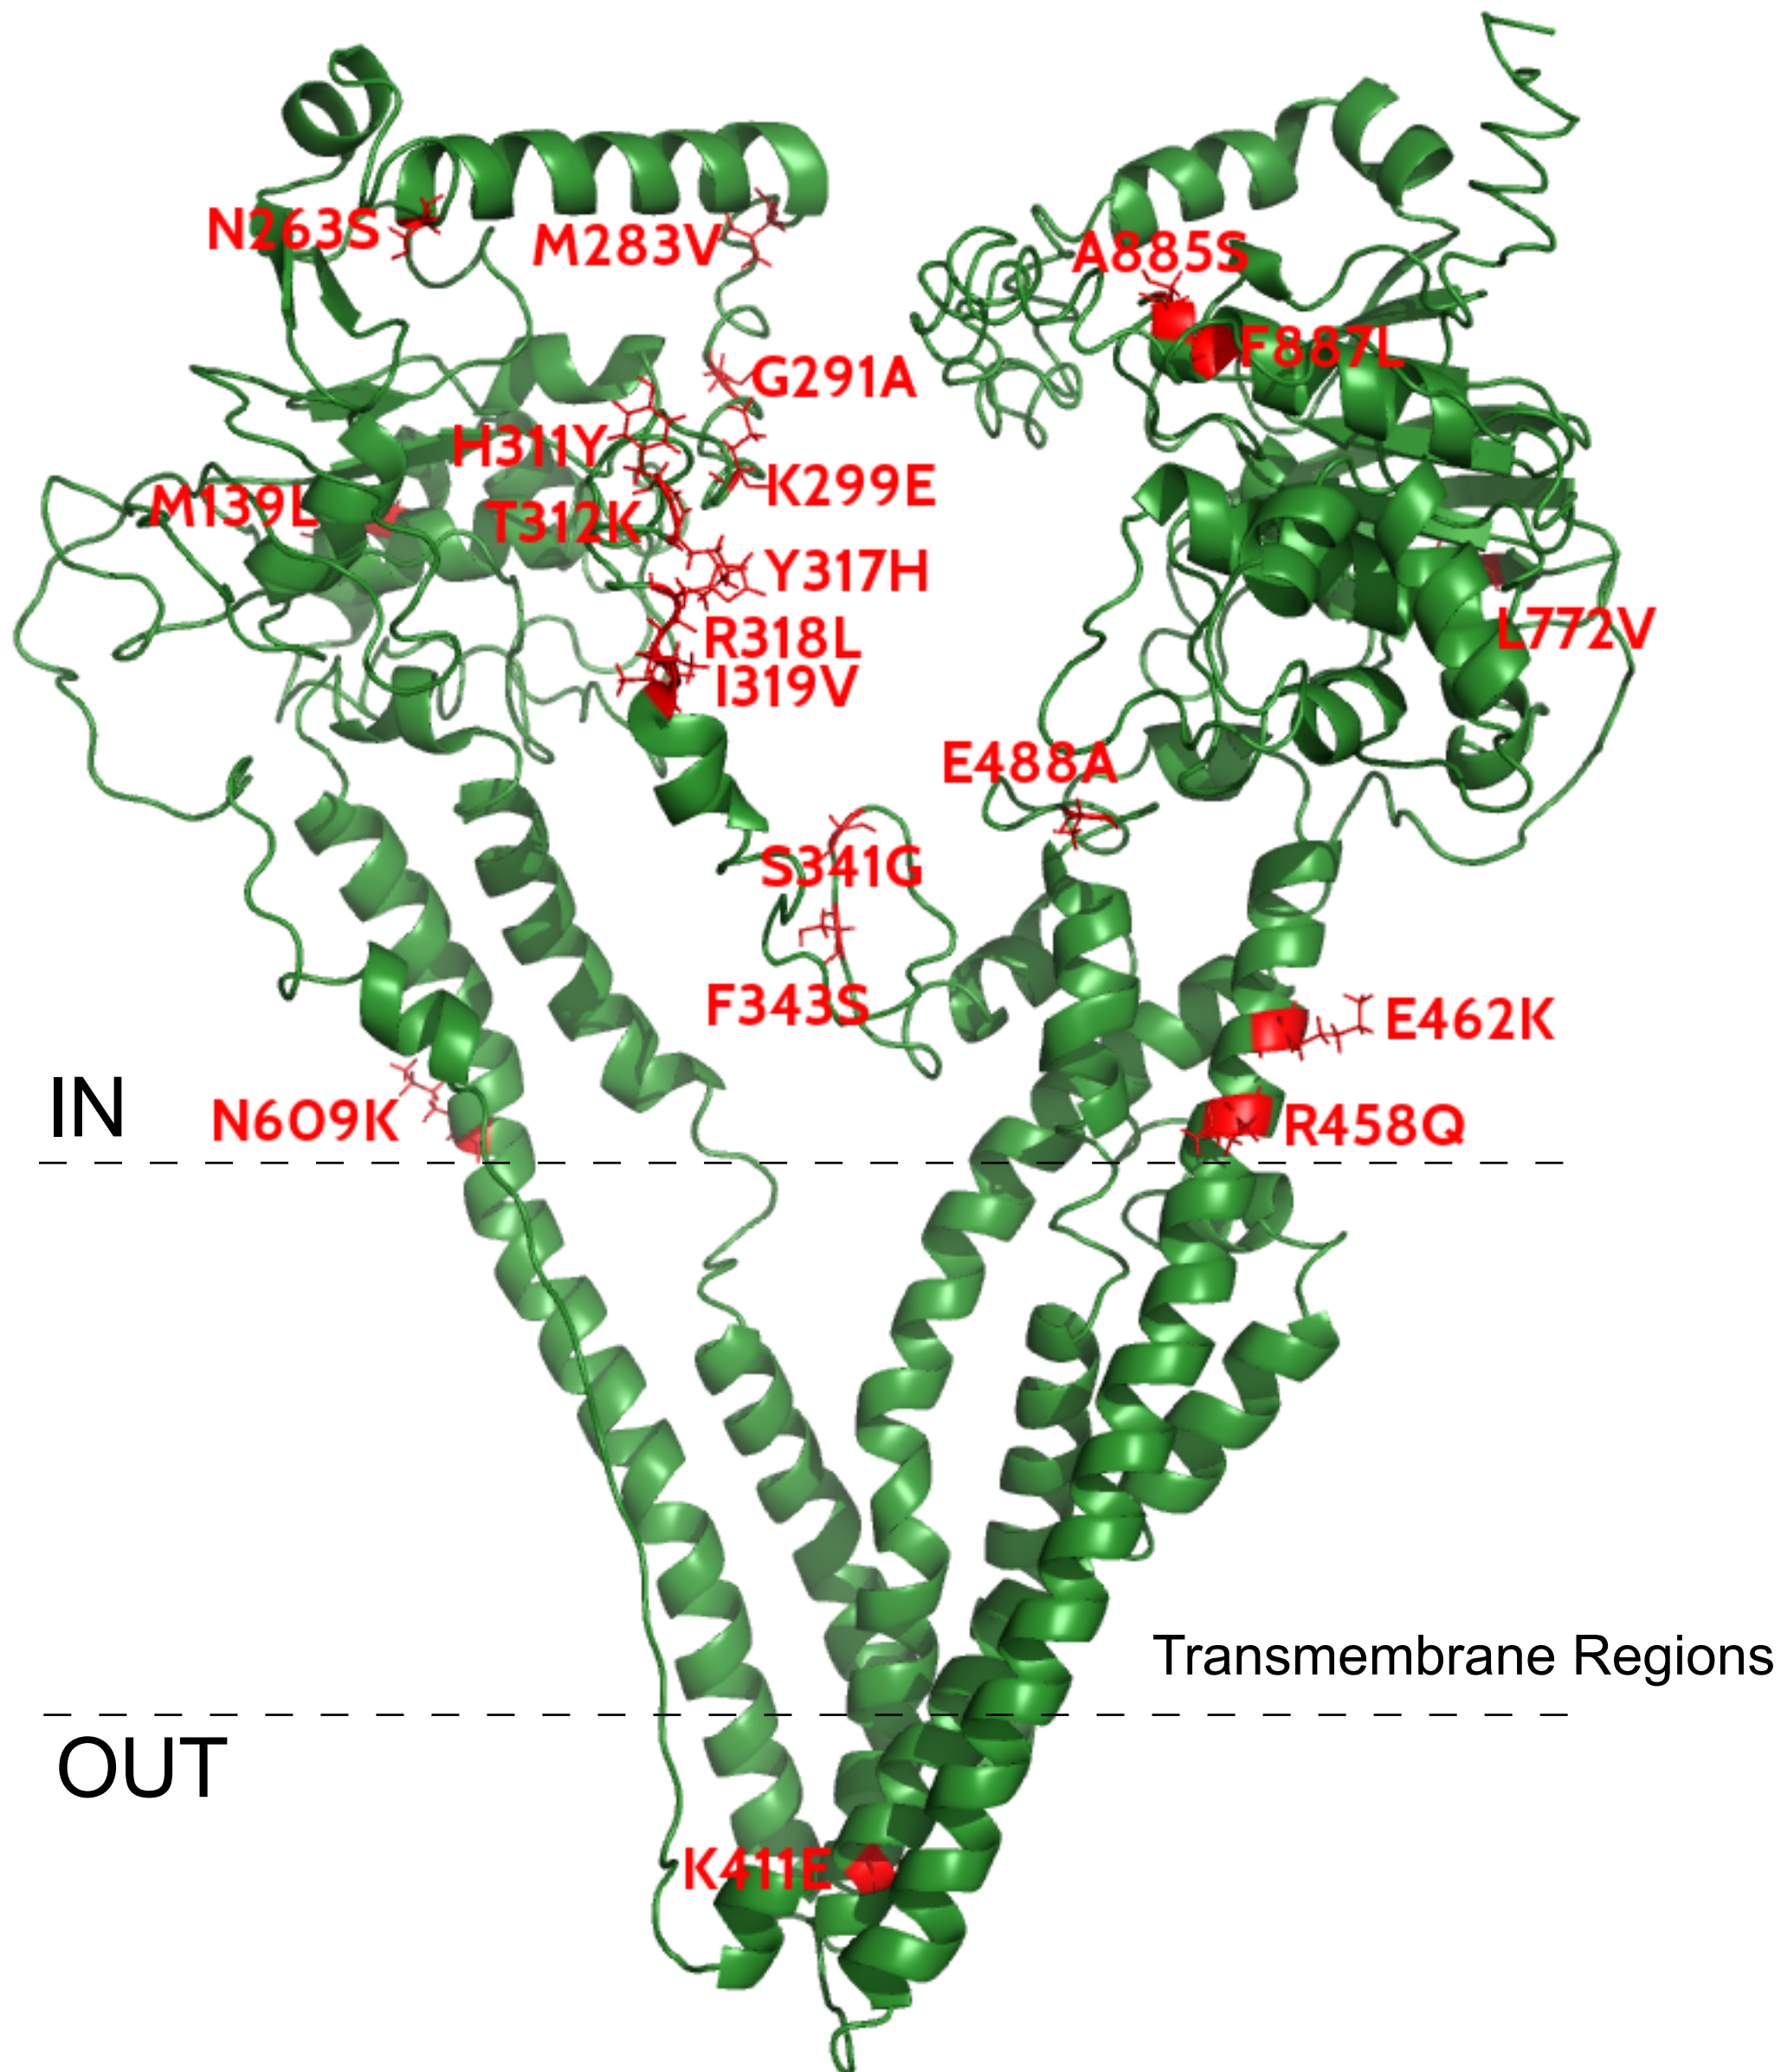 N263S
M283V
A885S
F887L
G291A
H311Y
K299E
M139L
T312K
Y317H
L772V
R318L
I319V
E488A
S341G
F343S
E462K
IN
N609K
R458Q
Transmembrane Regions
OUT
K411E